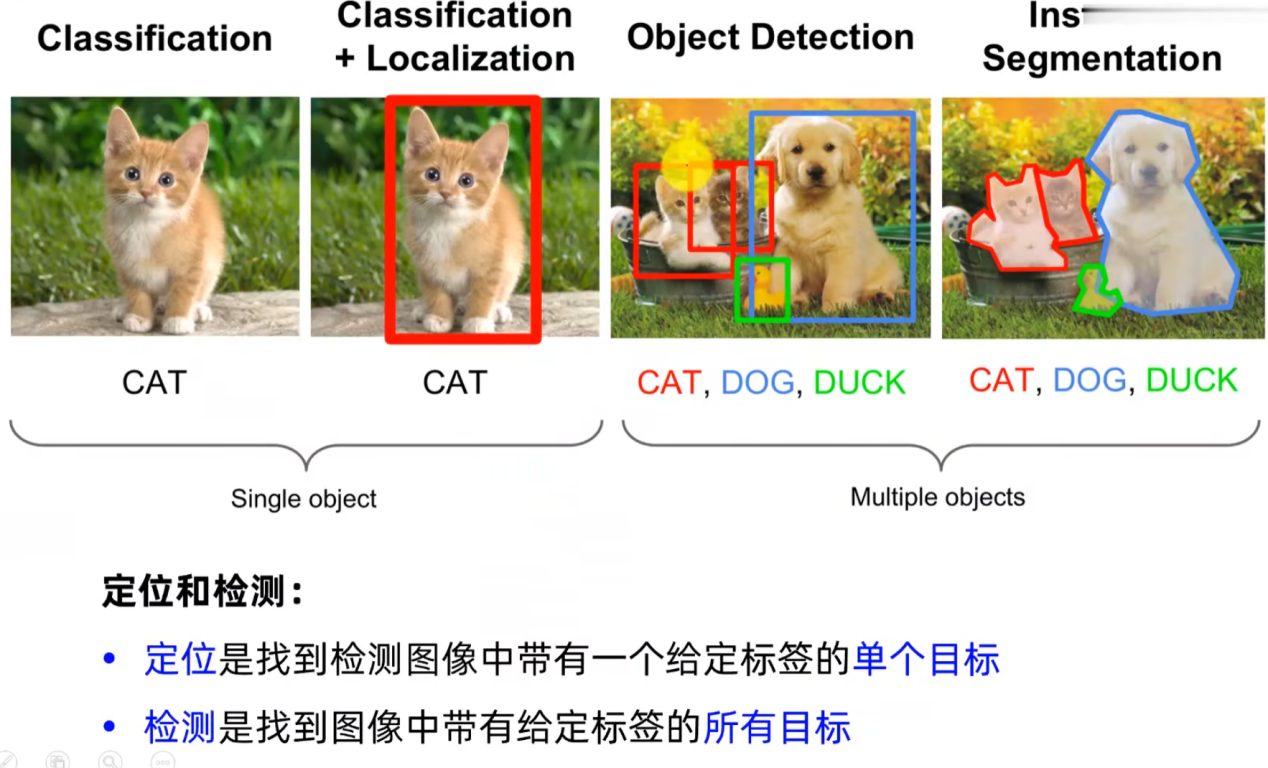 Classification
Classification
+ Localization
Object Detection
Segmentation
CAT
CAT
CAT, DOG, DUCK
CAT, DOG, DUCK
Single object
Multiple objects
定位和检测：
• 定位是找到检测图像中带有一个给定标签的单个目标
• 检测是找到图像中带有给定标签的所有目标